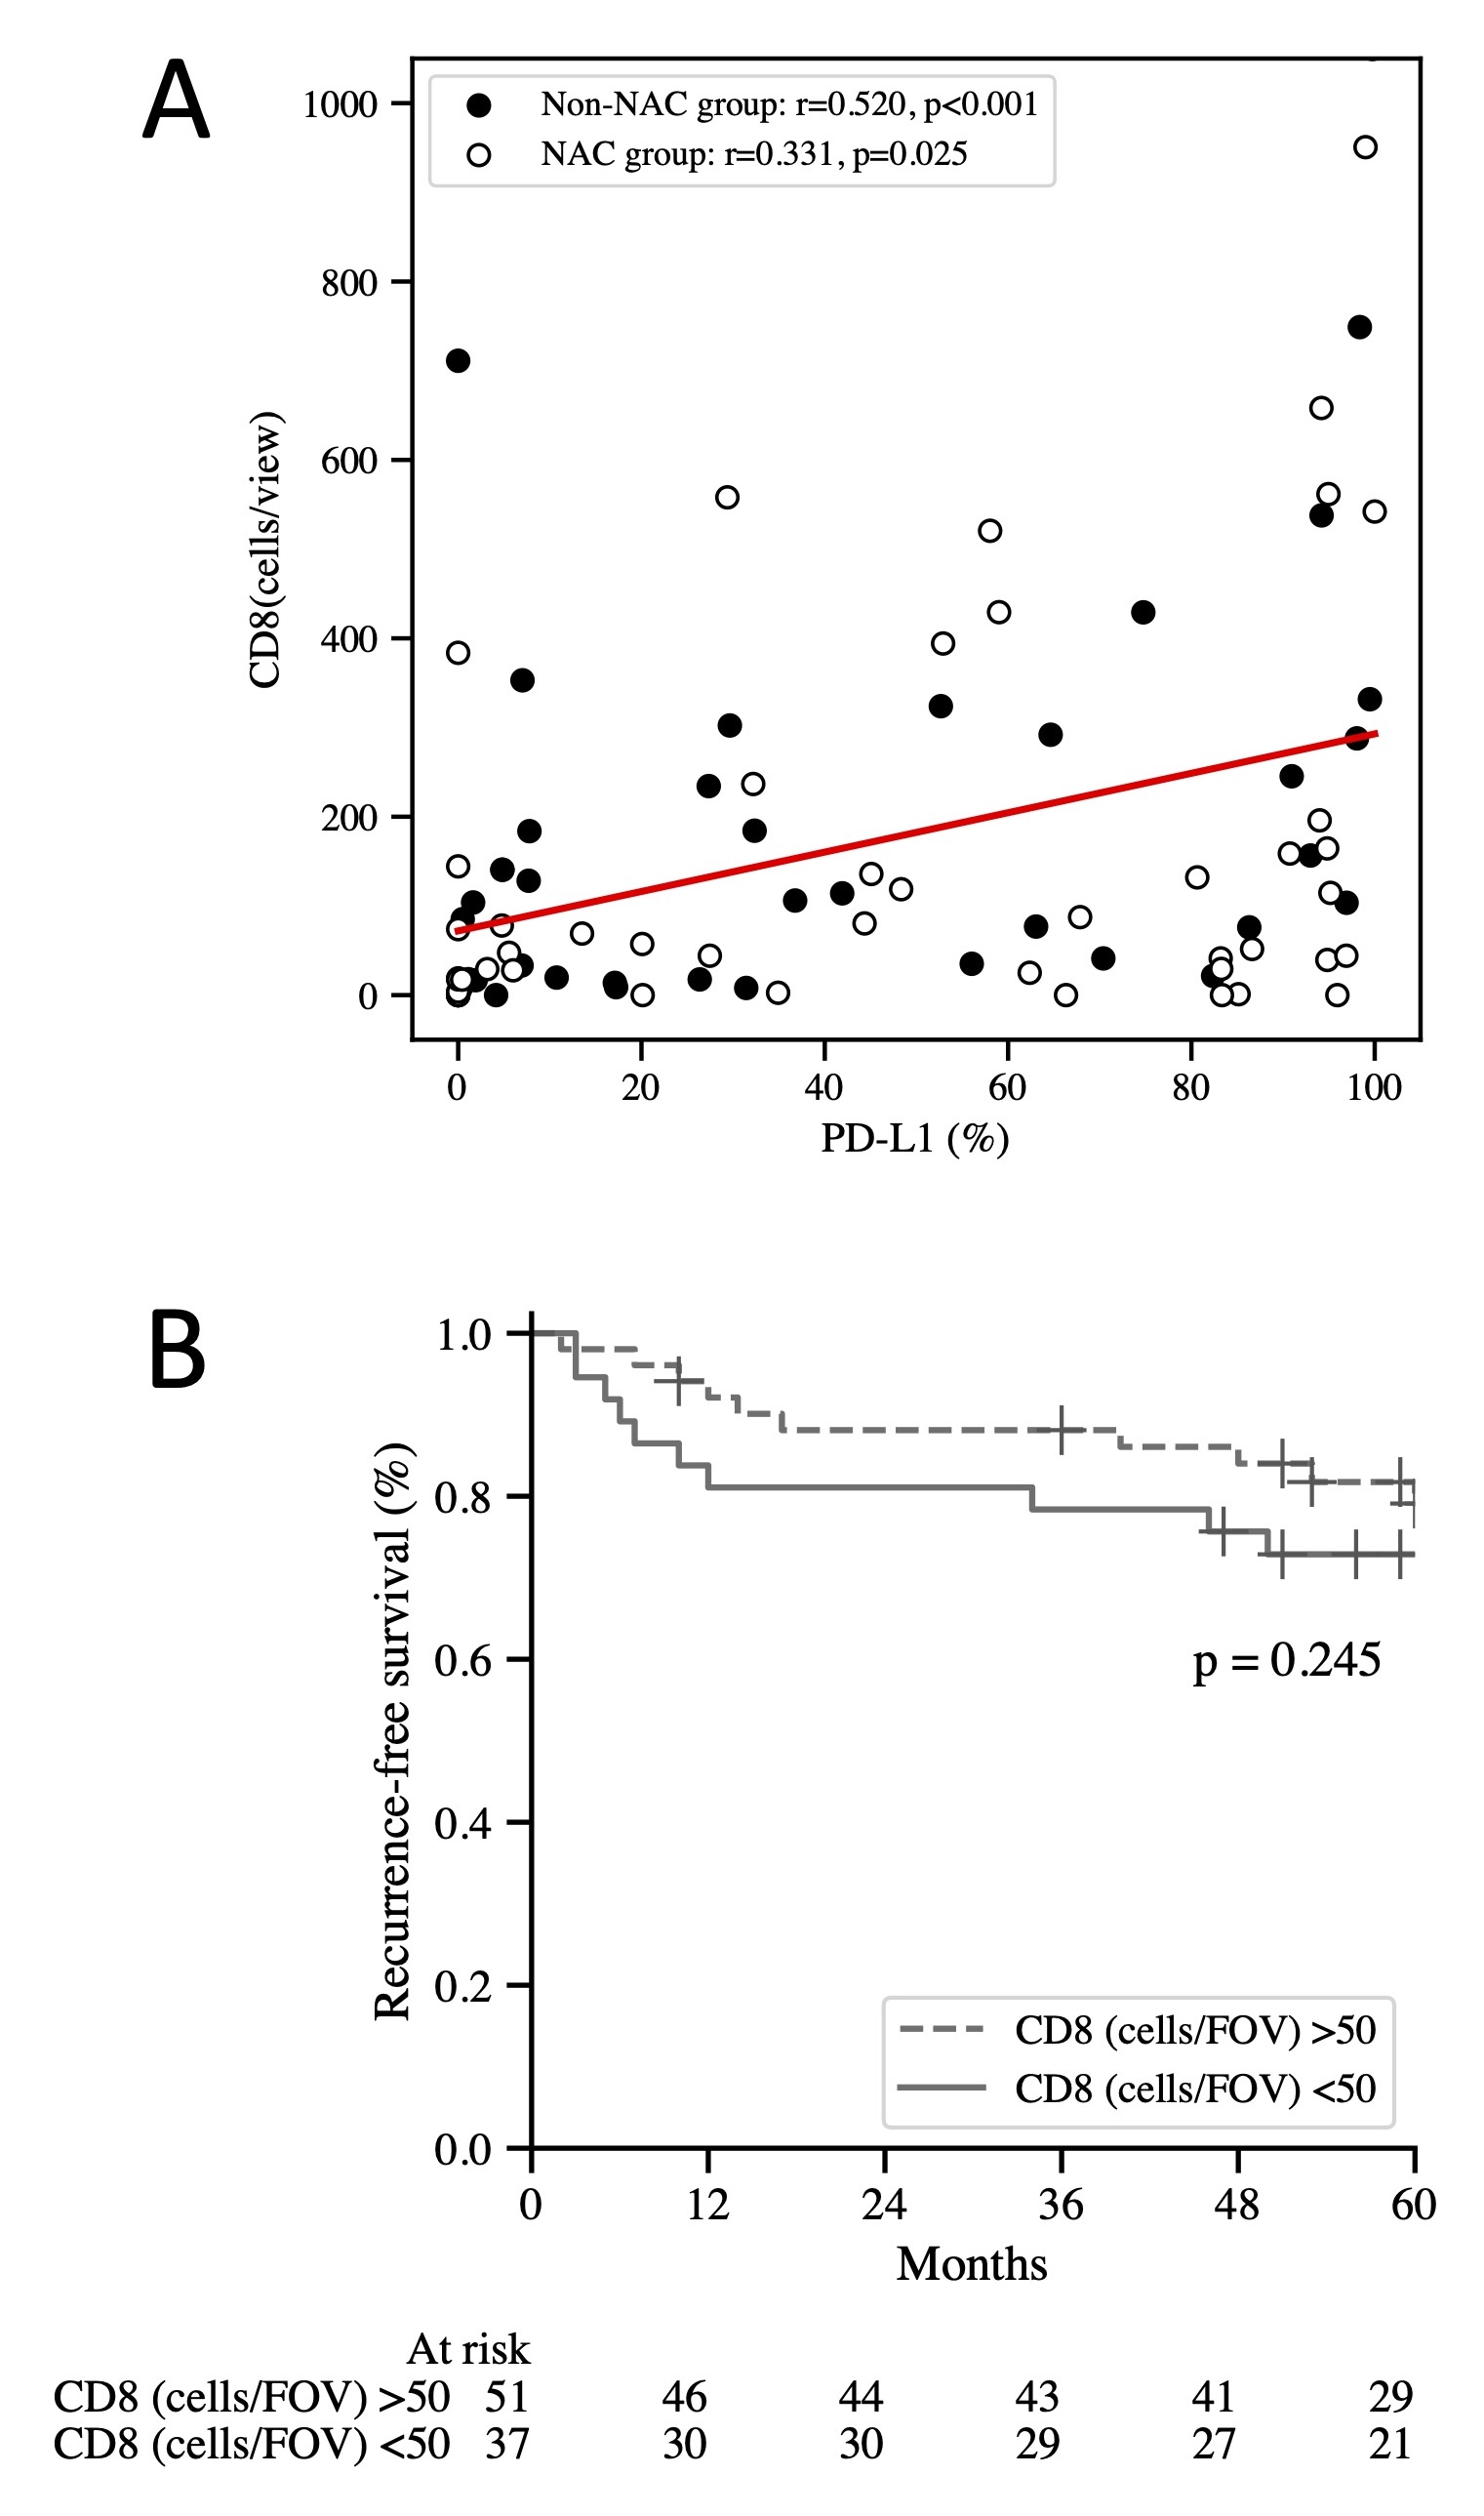 A
Non-NAC group: r=0.520, p<0.001
NAC group: r=0.331, p=0.025
1000
800
600
400
200
0
CD8(cells/view)
0 20 40 60 80 100
PD-L1 (%)
B
1.0
0.8
0.6
0.4
0.2
0.0
Recurrence-free survival (%)
p = 0.245
CD8 (cells/FOV) >50
CD8 (cells/FOV) <50
0 12 24 36 48 60
Months
At risk
CD8 (cells/FOV) >50 51 46 44 43 41 29
CD8 (cells/FOV) <50 37 30 30 29 27 21